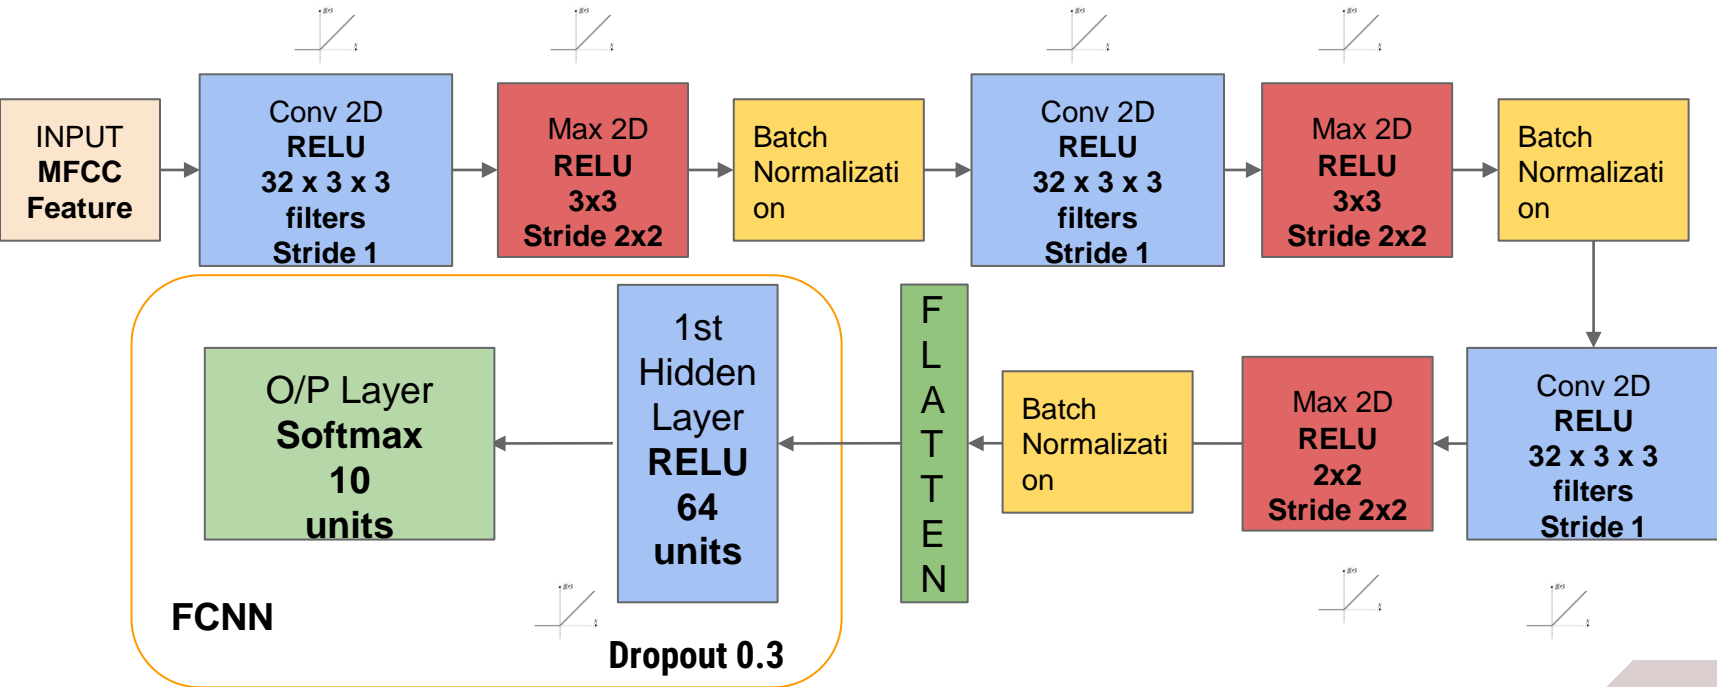 INPUT
MFCC
Feature
Conv 2D
RELU
32 x 3 x 3
filters
Stride 1
Max 2D
RELU
3x3
Stride 2x2
Batch
Normalizati
on
Conv 2D
RELU
32 x 3 x 3
filters
Stride 1
Max 2D
RELU
3x3
Stride 2x2
Batch
Normalizati
on
Conv 2D
RELU
32 x 3 x 3
filters
Stride 1
Max 2D
RELU
2x2
Stride 2x2
Batch
Normalizati
on
F
L
A
T
T
E
N
1st
Hidden
Layer
RELU
64
units
O/P Layer
Softmax
10
units
FCNN
Dropout 0.3